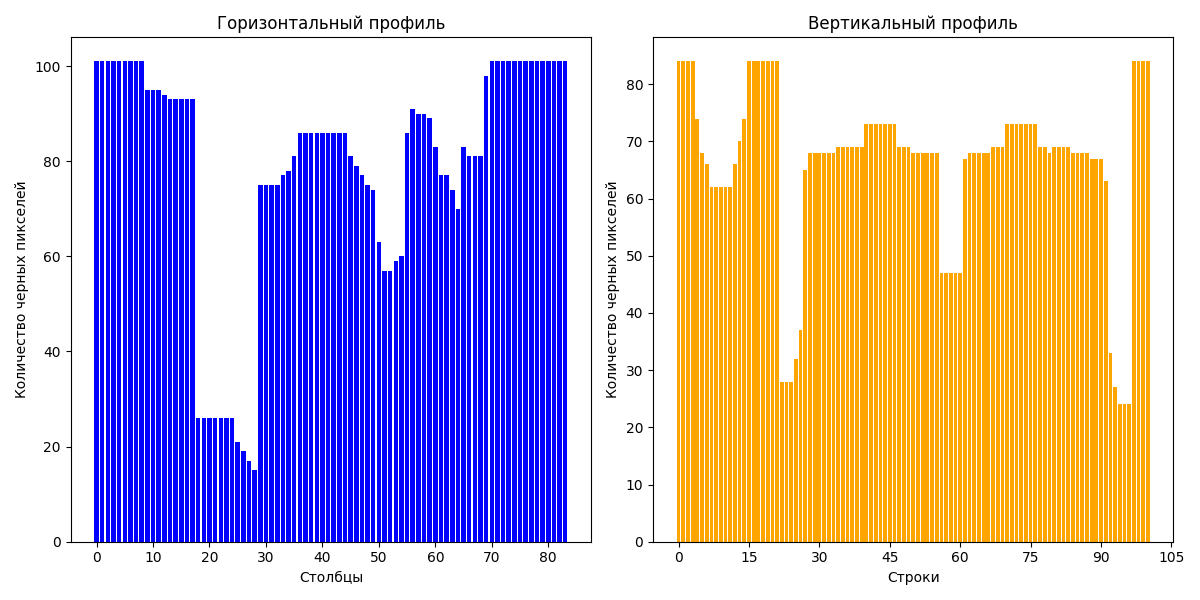 Горизонтальный профиль
Количество черных пикселей
100
80
60
40
20
0
0 10 20 30 40 50 60 70 80
Столбцы
Вертикальный профиль
Количество черных пикселей
80
70
60
50
40
30
20
10
0
0 15 30 45 60 75 90 105
Строки